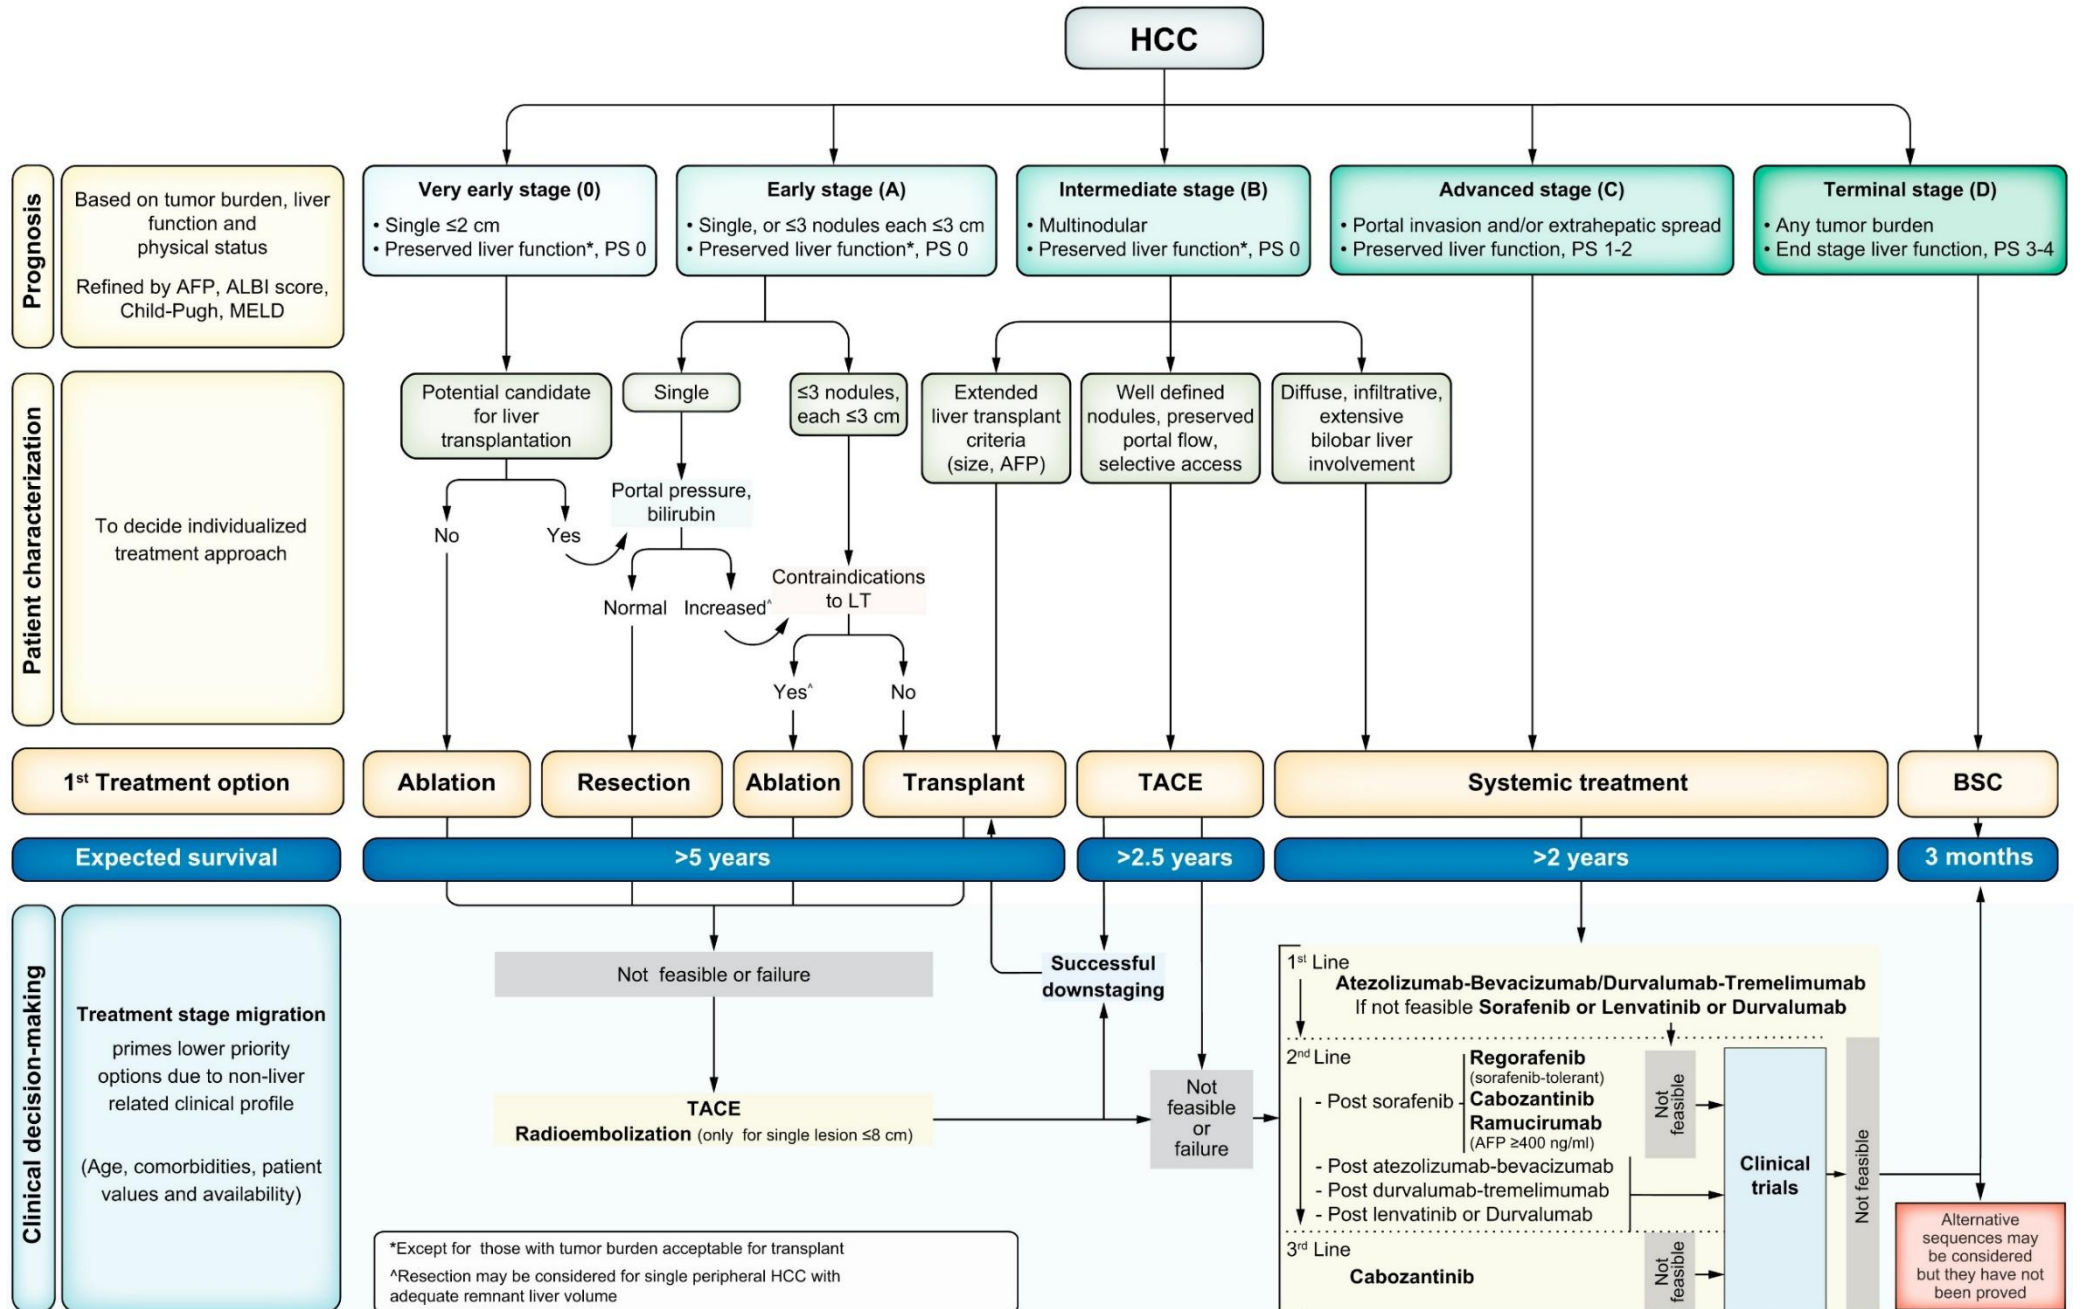 HCC
Prognosis
Based on tumor burden, liver
function and
physical status
Refined by AFP, ALBI score,
Child-Pugh, MELD
Very early stage (0)
• Single ≤2 cm
• Preserved liver function*, PS 0
Early stage (A)
• Single, or ≤3 nodules each ≤3 cm
• Preserved liver function*, PS 0
Intermediate stage (B)
• Multinodular
• Preserved liver function*, PS 0
Advanced stage (C)
• Portal invasion and/or extrahepatic spread
• Preserved liver function, PS 1-2
Terminal stage (D)
• Any tumor burden
• End stage liver function, PS 3-4
Patient characterization
To decide individualized
treatment approach
Potential candidate
for liver
transplantation
No
Yes
Single
Portal pressure,
bilirubin
Normal
Increased^
≤3 nodules,
each ≤3 cm
Contraindications
to LT
Yes^
No
Extended
liver transplant
criteria
(size, AFP)
Well defined
nodules, preserved
portal flow,
selective access
Diffuse, infiltrative,
extensive
bilobar liver
involvement
1st Treatment option
Ablation
Resection
Ablation
Transplant
TACE
Systemic treatment
BSC
Expected survival
>5 years
>2.5 years
>2 years
3 months
Clinical decision-making
Treatment stage migration
primes lower priority
options due to non-liver
related clinical profile
(Age, comorbidities, patient
values and availability)
Not feasible or failure
TACE
Radioembolization (only for single lesion ≤8 cm)
Successful
downstaging
Not
feasible
or
failure
1st Line
Atezolizumab-Bevacizumab/Durvalumab-Tremelimumab
If not feasible Sorafenib or Lenvatinib or Durvalumab
2nd Line
- Post sorafenib
Regorafenib
(sorafenib-tolerant)
Cabozantinib
Ramucirumab
(AFP ≥400 ng/ml)
- Post atezolizumab-bevacizumab
- Post durvalumab-tremelimumab
- Post lenvatinib or Durvalumab
Not
feasible
3rd Line
Cabozantinib
Not
feasible
Clinical
trials
Not feasible
Alternative
sequences may
be considered
but they have not
been proved
*Except for those with tumor burden acceptable for transplant
^Resection may be considered for single peripheral HCC with
adequate remnant liver volume